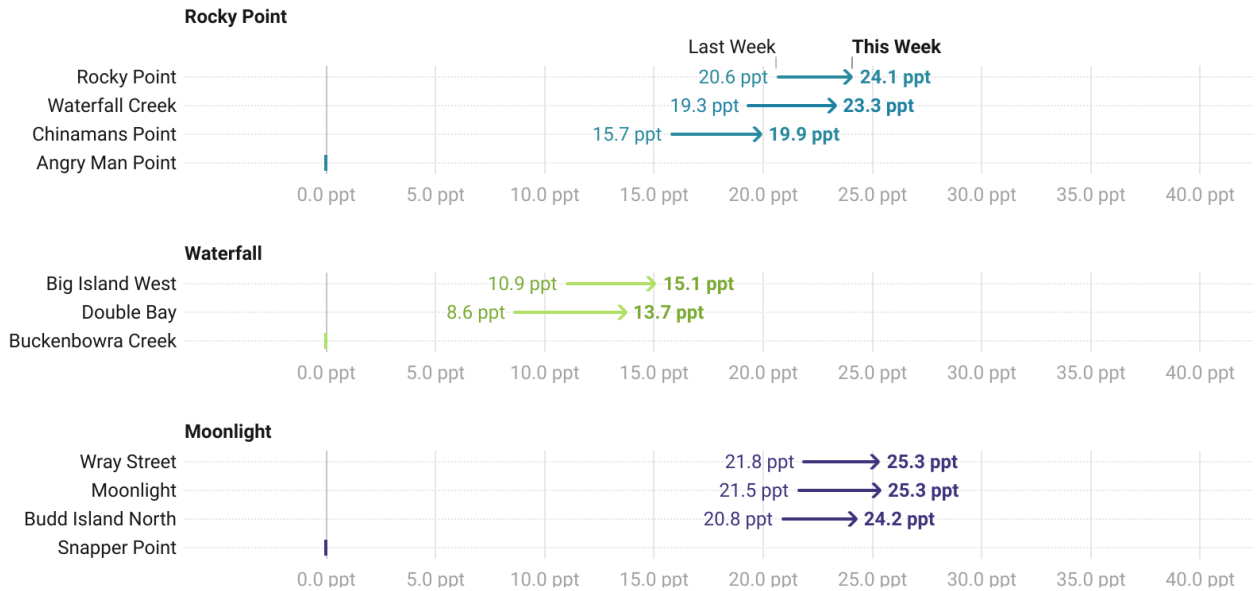 Rocky Point
Last Week This Week
Rocky Point 20.6 ppt 24.1 ppt
Waterfall Creek 19.3 ppt 23.3 ppt
Chinamans Point 15.7 ppt 19.9 ppt
Angry Man Point
0.0 ppt 5.0 ppt 10.0 ppt 15.0 ppt 20.0 ppt 25.0 ppt 30.0 ppt 35.0 ppt 40.0 ppt
Waterfall
Big Island West 10.9 ppt 15.1 ppt
Double Bay 8.6 ppt 13.7 ppt
Buckenbowra Creek
0.0 ppt 5.0 ppt 10.0 ppt 15.0 ppt 20.0 ppt 25.0 ppt 30.0 ppt 35.0 ppt 40.0 ppt
Moonlight
Wray Street 21.8 ppt 25.3 ppt
Moonlight 21.5 ppt 25.3 ppt
Budd Island North 20.8 ppt 24.2 ppt
Snapper Point
0.0 ppt 5.0 ppt 10.0 ppt 15.0 ppt 20.0 ppt 25.0 ppt 30.0 ppt 35.0 ppt 40.0 ppt